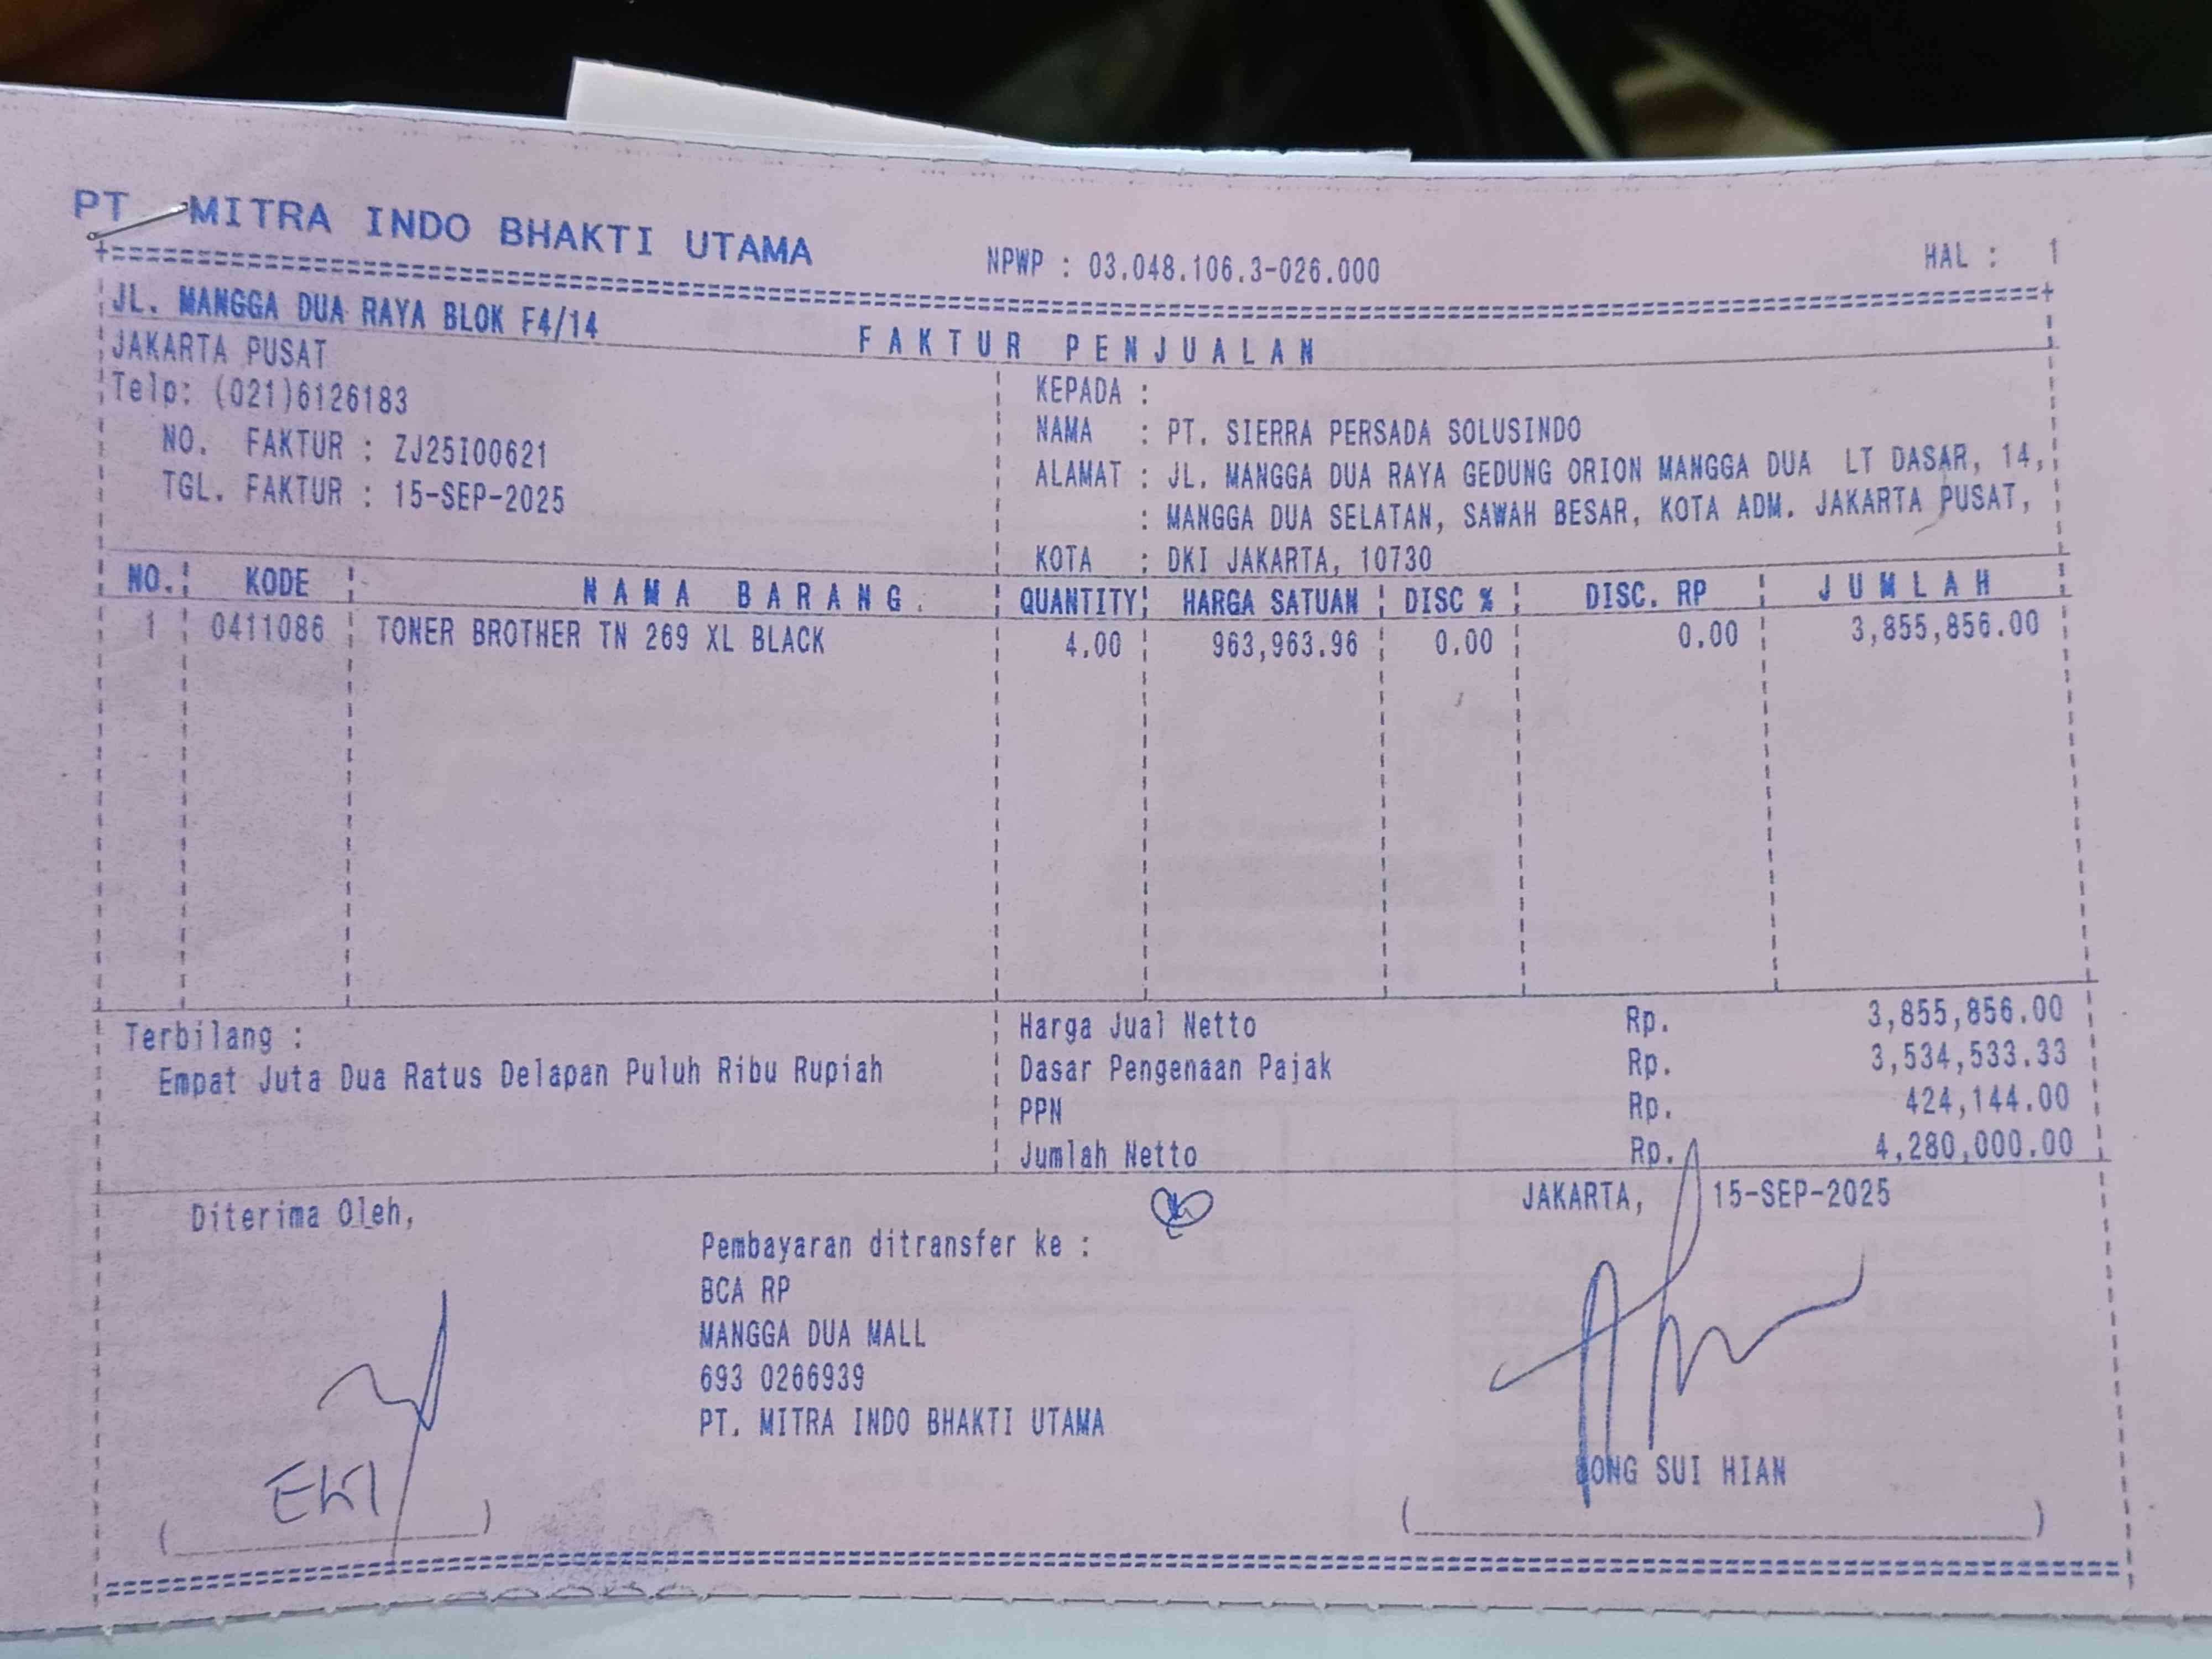 PT. MITRA INDO BHAKTI UTAMA
NPWP : 03.048.106.3-026.000
HAL : 1
JL. MANGGA DUA RAYA BLOK F4/14
JAKARTA PUSAT
Telp: (021)6126183
NO. FAKTUR : ZJ25I00621
TGL. FAKTUR : 15-SEP-2025
FAKTUR PENJUALAN
KEPADA :
NAMA : PT. SIERRA PERSADA SOLUSINDO
ALAMAT : JL. MANGGA DUA RAYA GEDUNG ORION MANGGA DUA LT DASAR, 14,
: MANGGA DUA SELATAN, SAWAH BESAR, KOTA ADM. JAKARTA PUSAT,
KOTA : DKI JAKARTA, 10730
NO. KODE NAMA BARANG QUANTITY HARGA SATUAN DISC % DISC. RP JUMLAH
1 0411086 TONER BROTHER TN 269 XL BLACK 4.00 963,963.96 0.00 0.00 3,855,856.00
Terbilang :
Empat Juta Dua Ratus Delapan Puluh Ribu Rupiah
Harga Jual Netto Rp. 3,855,856.00
Dasar Pengenaan Pajak Rp. 3,534,533.33
PPN Rp. 424,144.00
Jumlah Netto Rp. 4,280,000.00
Diterima Oleh,
EKI
Pembayaran ditransfer ke :
BCA RP
MANGGA DUA MALL
693 0266939
PT. MITRA INDO BHAKTI UTAMA
JAKARTA, 15-SEP-2025
BONG SUI HIAN